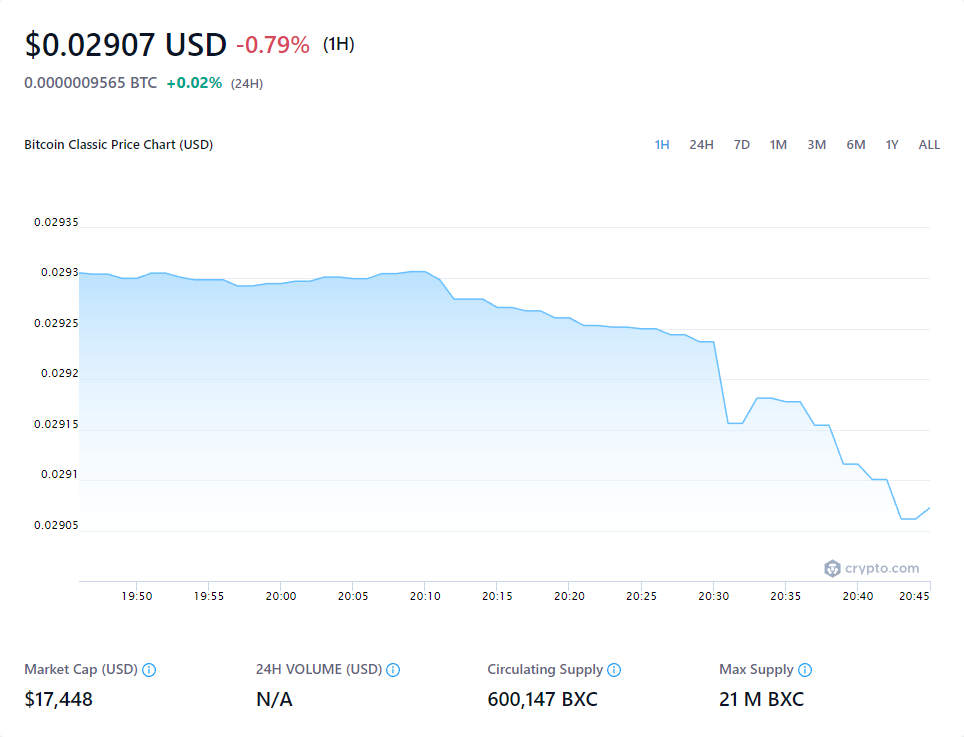 $0.02907 USD -0.79% (1H)
0.0000009565 BTC +0.02% (24H)
Bitcoin Classic Price Chart (USD) 1H 24H 7D 1M 3M 6M 1Y ALL
0.02935
0.0293
0.02925
0.0292
0.02915
0.0291
0.02905
crypto.com
19:50 19:55 20:00 20:05 20:10 20:15 20:20 20:25 20:30 20:35 20:40 20:45
Market Cap (USD) 24H VOLUME (USD) Circulating Supply Max Supply
$17,448 N/A 600,147 BXC 21 M BXC